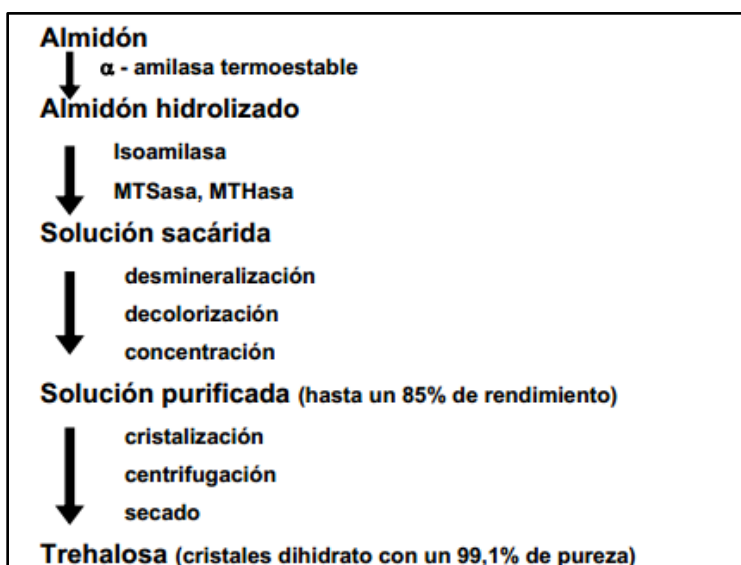 Almidón
α - amilasa termoestable
Almidón hidrolizado
Isoamilasa
MTSasa, MTHasa
Solución sacárida
desmineralización
decolorización
concentración
Solución purificada (hasta un 85% de rendimiento)
cristalización
centrifugación
secado
Trehalosa (cristales dihidrato con un 99,1% de pureza)